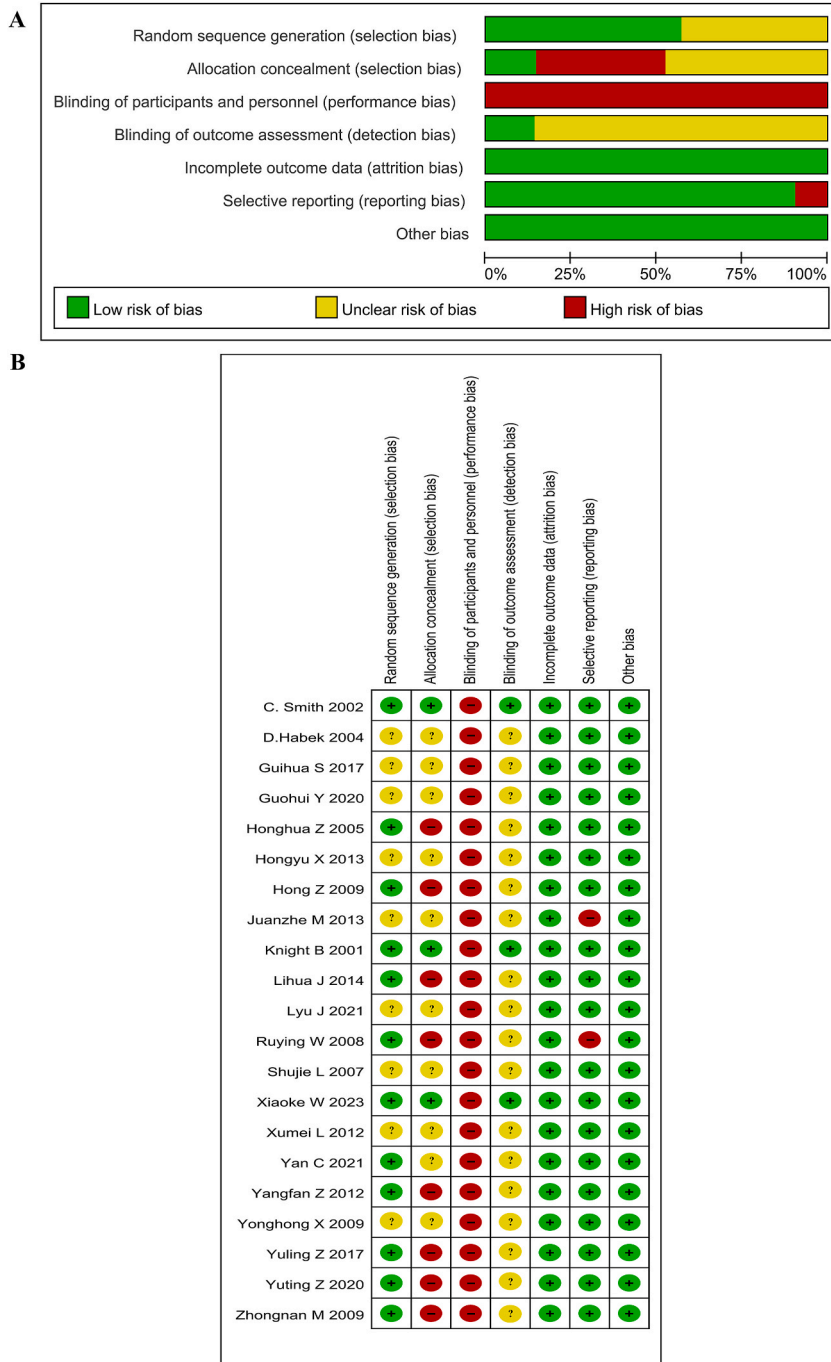 A
Random sequence generation (selection bias)
Allocation concealment (selection bias)
Blinding of participants and personnel (performance bias)
Blinding of outcome assessment (detection bias)
Incomplete outcome data (attrition bias)
Selective reporting (reporting bias)
Other bias
0% 25% 50% 75% 100%
Low risk of bias Unclear risk of bias High risk of bias
B
Random sequence generation (selection bias)
Allocation concealment (selection bias)
Blinding of participants and personnel (performance bias)
Blinding of outcome assessment (detection bias)
Incomplete outcome data (attrition bias)
Selective reporting (reporting bias)
Other bias
C. Smith 2002 + + − + + + +
D.Habek 2004 ? ? − ? + + +
Guihua S 2017 ? ? − ? + + +
Guohui Y 2020 ? ? − ? + + +
Honghua Z 2005 + − − ? + + +
Hongyu X 2013 ? ? − ? + + +
Hong Z 2009 + − − ? + + +
Juanzhe M 2013 ? ? − ? + − +
Knight B 2001 + + − + + + +
Lihua J 2014 + − − ? + + +
Lyu J 2021 ? ? − ? + + +
Ruying W 2008 + − − ? + − +
Shujie L 2007 ? ? − ? + + +
Xiaoke W 2023 + + − + + + +
Xumei L 2012 ? ? − ? + + +
Yan C 2021 + ? − ? + + +
Yangfan Z 2012 + − − ? + + +
Yonghong X 2009 ? ? − ? + + +
Yuling Z 2017 + − − ? + + +
Yuting Z 2020 + − − ? + + +
Zhongnan M 2009 + − − ? + + +